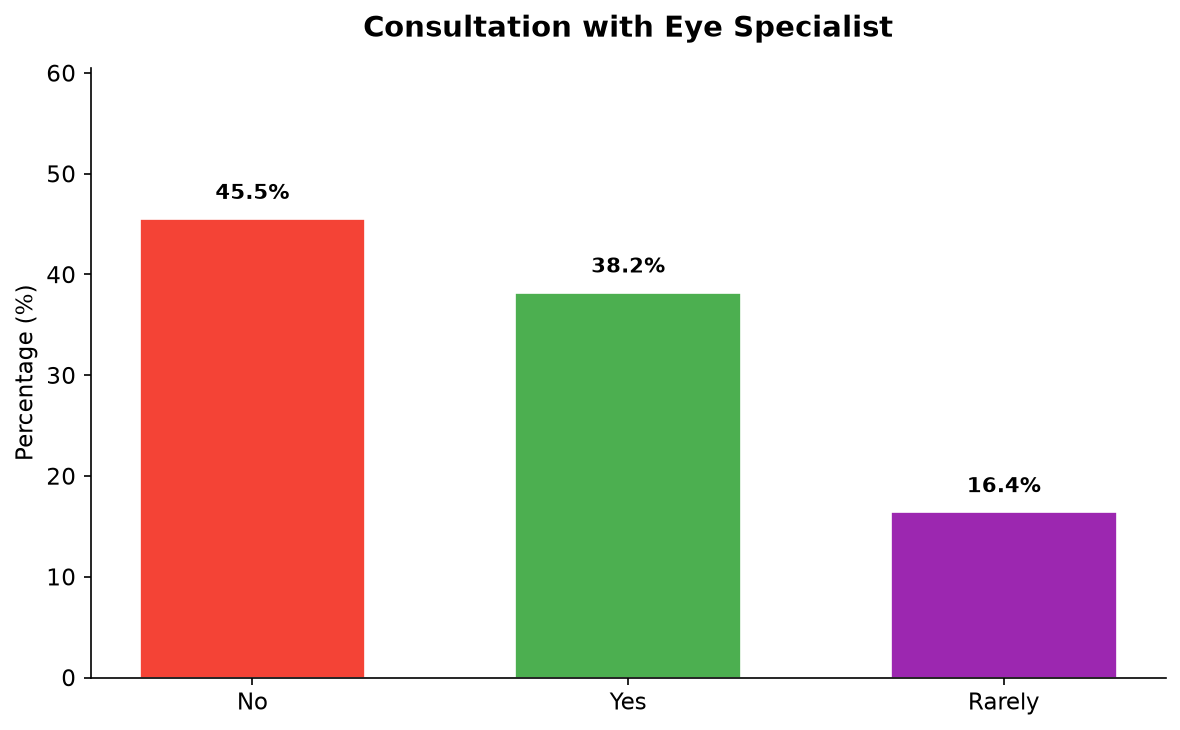 Consultation with Eye Specialist
Percentage (%)
60
50
40
30
20
10
0
45.5%
38.2%
16.4%
No
Yes
Rarely